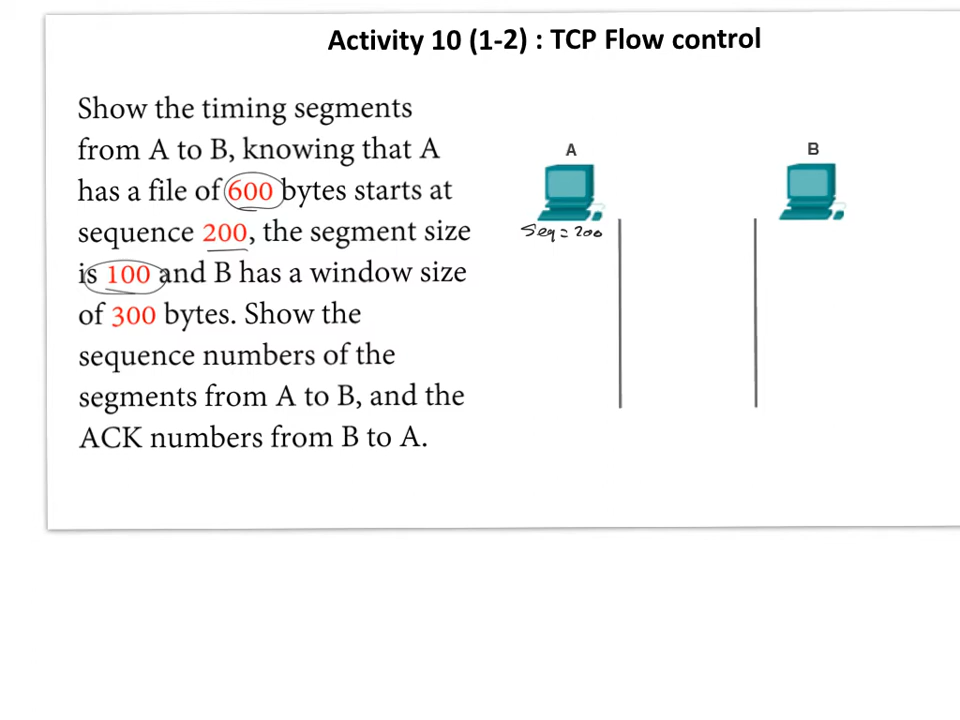 Activity 10 (1-2) : TCP Flow control
Show the timing segments
from A to B, knowing that A
has a file of 600 bytes starts at
sequence 200, the segment size
is 100 and B has a window size
of 300 bytes. Show the
sequence numbers of the
segments from A to B, and the
ACK numbers from B to A.
A
B
Seq = 200